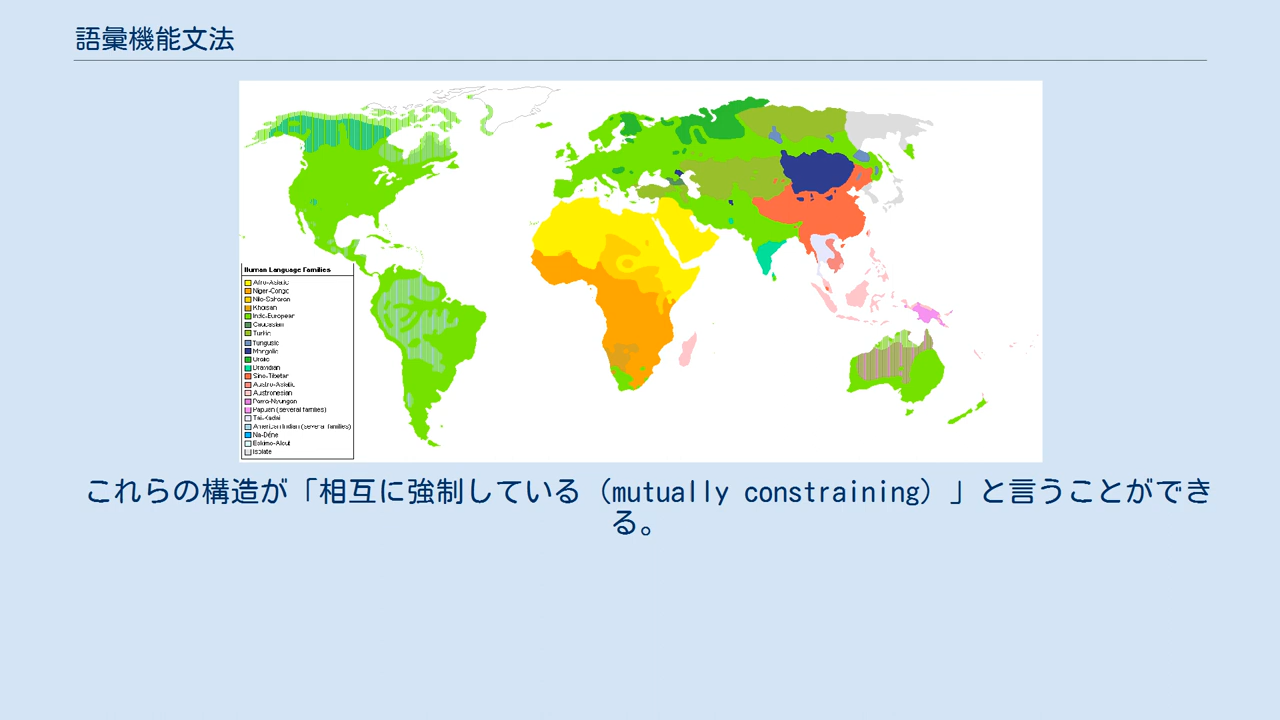 語彙機能文法
Human Language Families
Afro-Asiatic
Niger-Congo
Nilo-Saharan
Khoisan
Indo-European
Caucasian
Turkic
Tungusic
Mongolic
Uralic
Dravidian
Sino-Tibetan
Austro-Asiatic
Austronesian
Pama-Nyungan
Papuan (several families)
Tai-Kadai
American Indian (several families)
Na-Dene
Eskimo-Aleut
Isolate
これらの構造が「相互に強制している（mutually constraining）」と言うことができ
る。